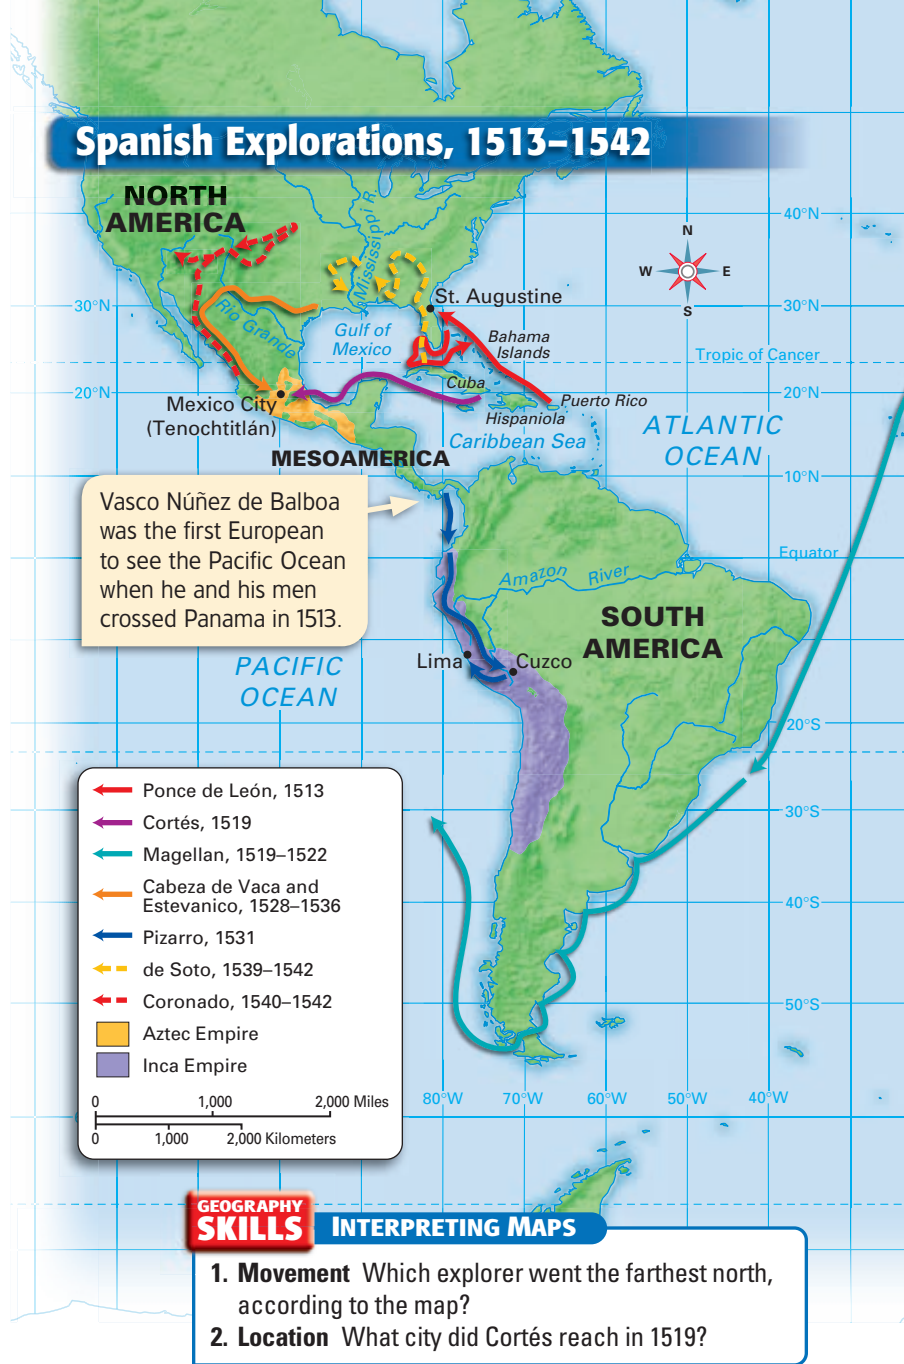 Spanish Explorations, 1513–1542
NORTH
AMERICA
Mississippi R.
40°N
N
W
E
S
St. Augustine
30°N
30°N
Rio Grande
Gulf of
Mexico
Bahama
Islands
Tropic of Cancer
Cuba
20°N
20°N
Mexico City
(Tenochtitlán)
Puerto Rico
Hispaniola
ATLANTIC
OCEAN
Caribbean Sea
MESOAMERICA
10°N
Vasco Núñez de Balboa
was the first European
to see the Pacific Ocean
when he and his men
crossed Panama in 1513.
Equator
Amazon River
SOUTH
AMERICA
Lima
Cuzco
PACIFIC
OCEAN
20°S
30°S
40°S
50°S
Ponce de León, 1513
Cortés, 1519
Magellan, 1519–1522
Cabeza de Vaca and
Estevanico, 1528–1536
Pizarro, 1531
de Soto, 1539–1542
Coronado, 1540–1542
Aztec Empire
Inca Empire
0 1,000 2,000 Miles
0 1,000 2,000 Kilometers
80°W 70°W 60°W 50°W 40°W
GEOGRAPHY
SKILLS
INTERPRETING MAPS
1. Movement Which explorer went the farthest north,
according to the map?
2. Location What city did Cortés reach in 1519?